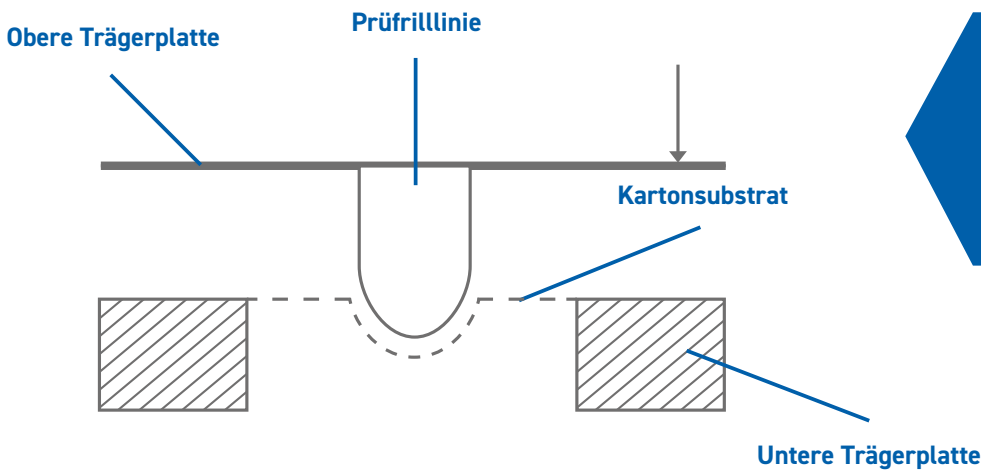 Obere Trägerplatte
Prüfrilllinie
Kartonsubstrat
Untere Trägerplatte